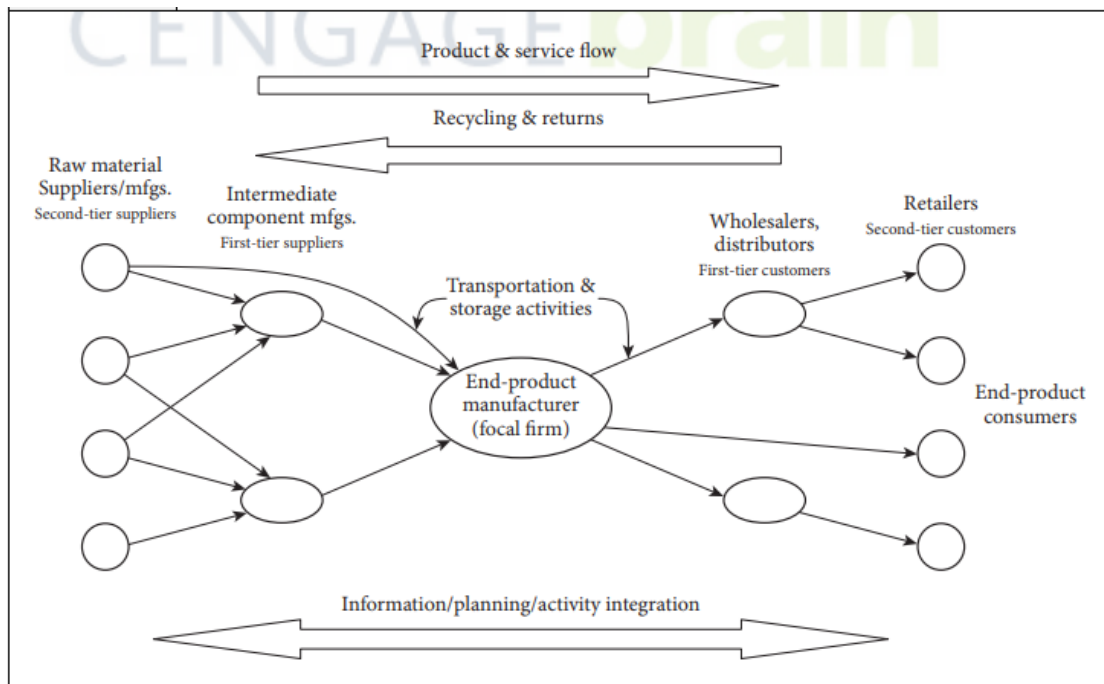 CENGAGE brain
Product & service flow
Recycling & returns
Raw material
Suppliers/mfgs.
Second-tier suppliers
Intermediate
component mfgs.
First-tier suppliers
Wholesalers,
distributors
First-tier customers
Retailers
Second-tier customers
Transportation &
storage activities
End-product
manufacturer
(focal firm)
End-product
consumers
Information/planning/activity integration